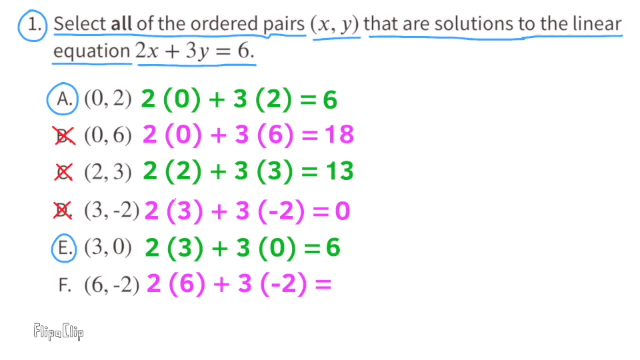 1. Select all of the ordered pairs (x, y) that are solutions to the linear
equation 2x + 3y = 6.
A. (0, 2) 2 (0) + 3 (2) = 6
B. (0, 6) 2 (0) + 3 (6) = 18
C. (2, 3) 2 (2) + 3 (3) = 13
D. (3, -2) 2 (3) + 3 (-2) = 0
E. (3, 0) 2 (3) + 3 (0) = 6
F. (6, -2) 2 (6) + 3 (-2) =
FlipaClip